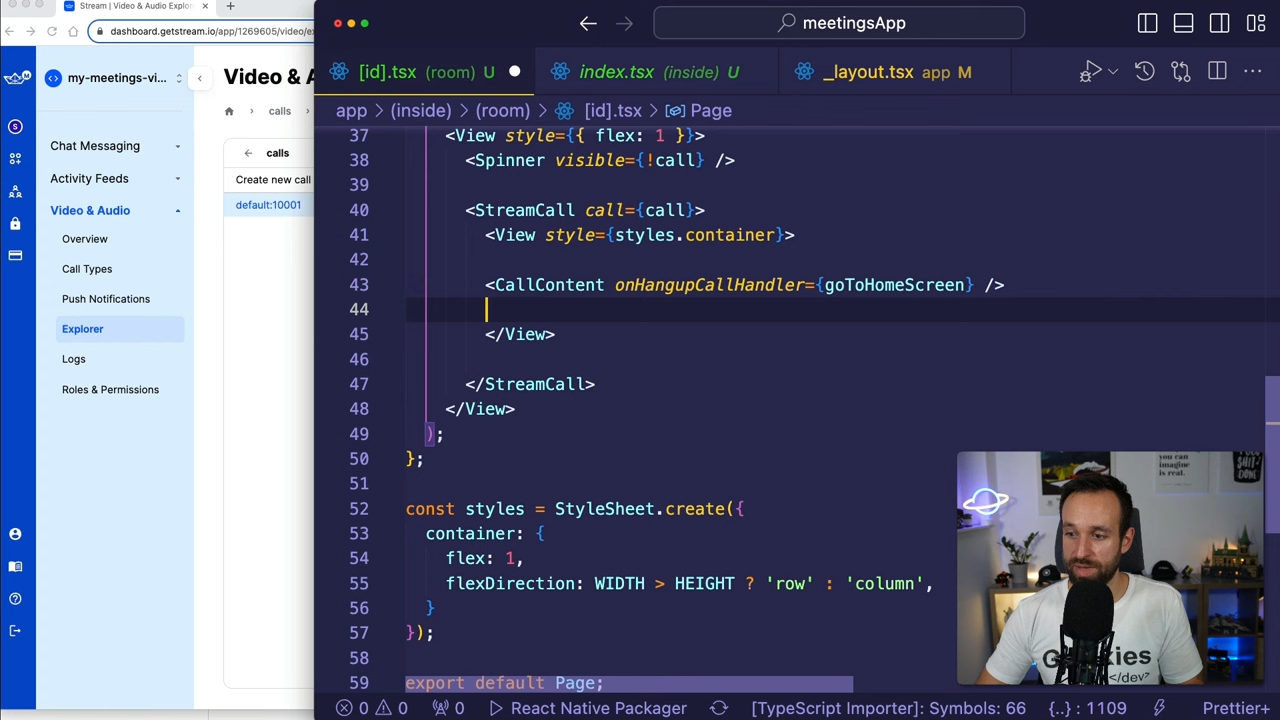 Stream | Video & Audio Explor
dashboard.getstream.io/app/1269605/video/e
my-meetings-vi...
Chat Messaging
Activity Feeds
Video & Audio
Overview
Call Types
Push Notifications
Explorer
Logs
Roles & Permissions
Video & A
calls
calls
Create new call
default:10001
meetingsApp
[id].tsx (room) U
index.tsx (inside) U
_layout.tsx app M
app > (inside) > (room) > [id].tsx > Page
37 <View style={{ flex: 1 }}>
38 <Spinner visible={!call} />
39
40 <StreamCall call={call}>
41 <View style={styles.container}>
42
43 <CallContent onHangupCallHandler={goToHomeScreen} />
44
45 </View>
46
47 </StreamCall>
48 </View>
49 );
50 };
51
52 const styles = StyleSheet.create({
53 container: {
54 flex: 1,
55 flexDirection: WIDTH > HEIGHT ? 'row' : 'column',
56 }
57 });
58
59 export default Page;
you can
imagine
is real.
</dev>
0 0 0 React Native Packager [TypeScript Importer]: Symbols: 66 {..} : 1109 Prettier+